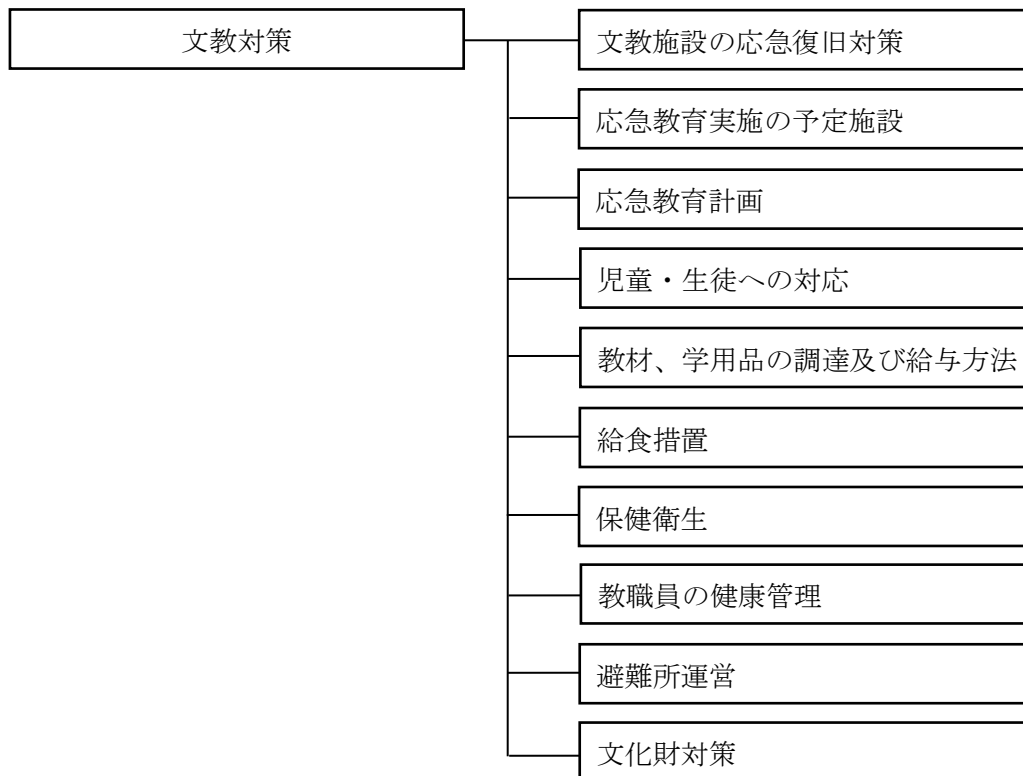 文教対策
文教施設の応急復旧対策
応急教育実施の予定施設
応急教育計画
児童・生徒への対応
教材、学用品の調達及び給与方法
給食措置
保健衛生
教職員の健康管理
避難所運営
文化財対策